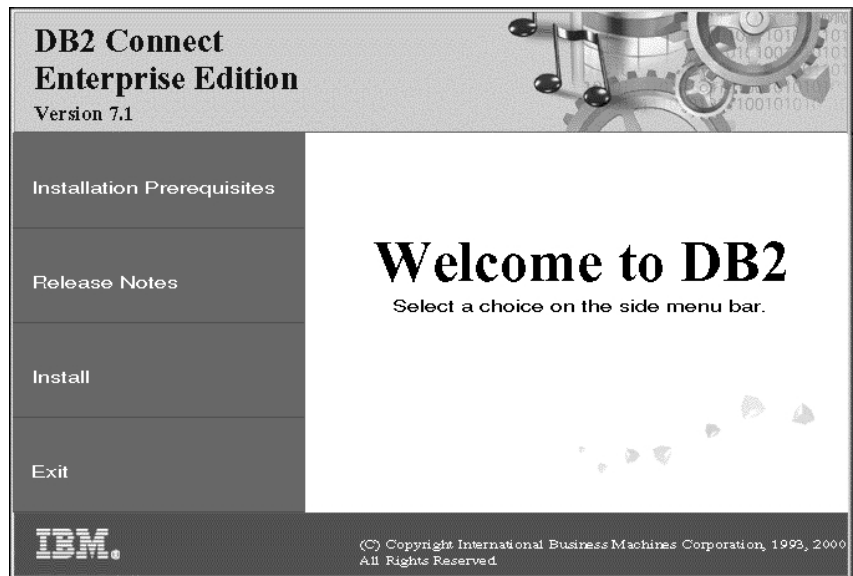 DB2 Connect
Enterprise Edition
Version 7.1
Installation Prerequisites
Release Notes
Install
Exit
Welcome to DB2
Select a choice on the side menu bar.
IBM®
(C) Copyright International Business Machines Corporation, 1993, 2000
All Rights Reserved